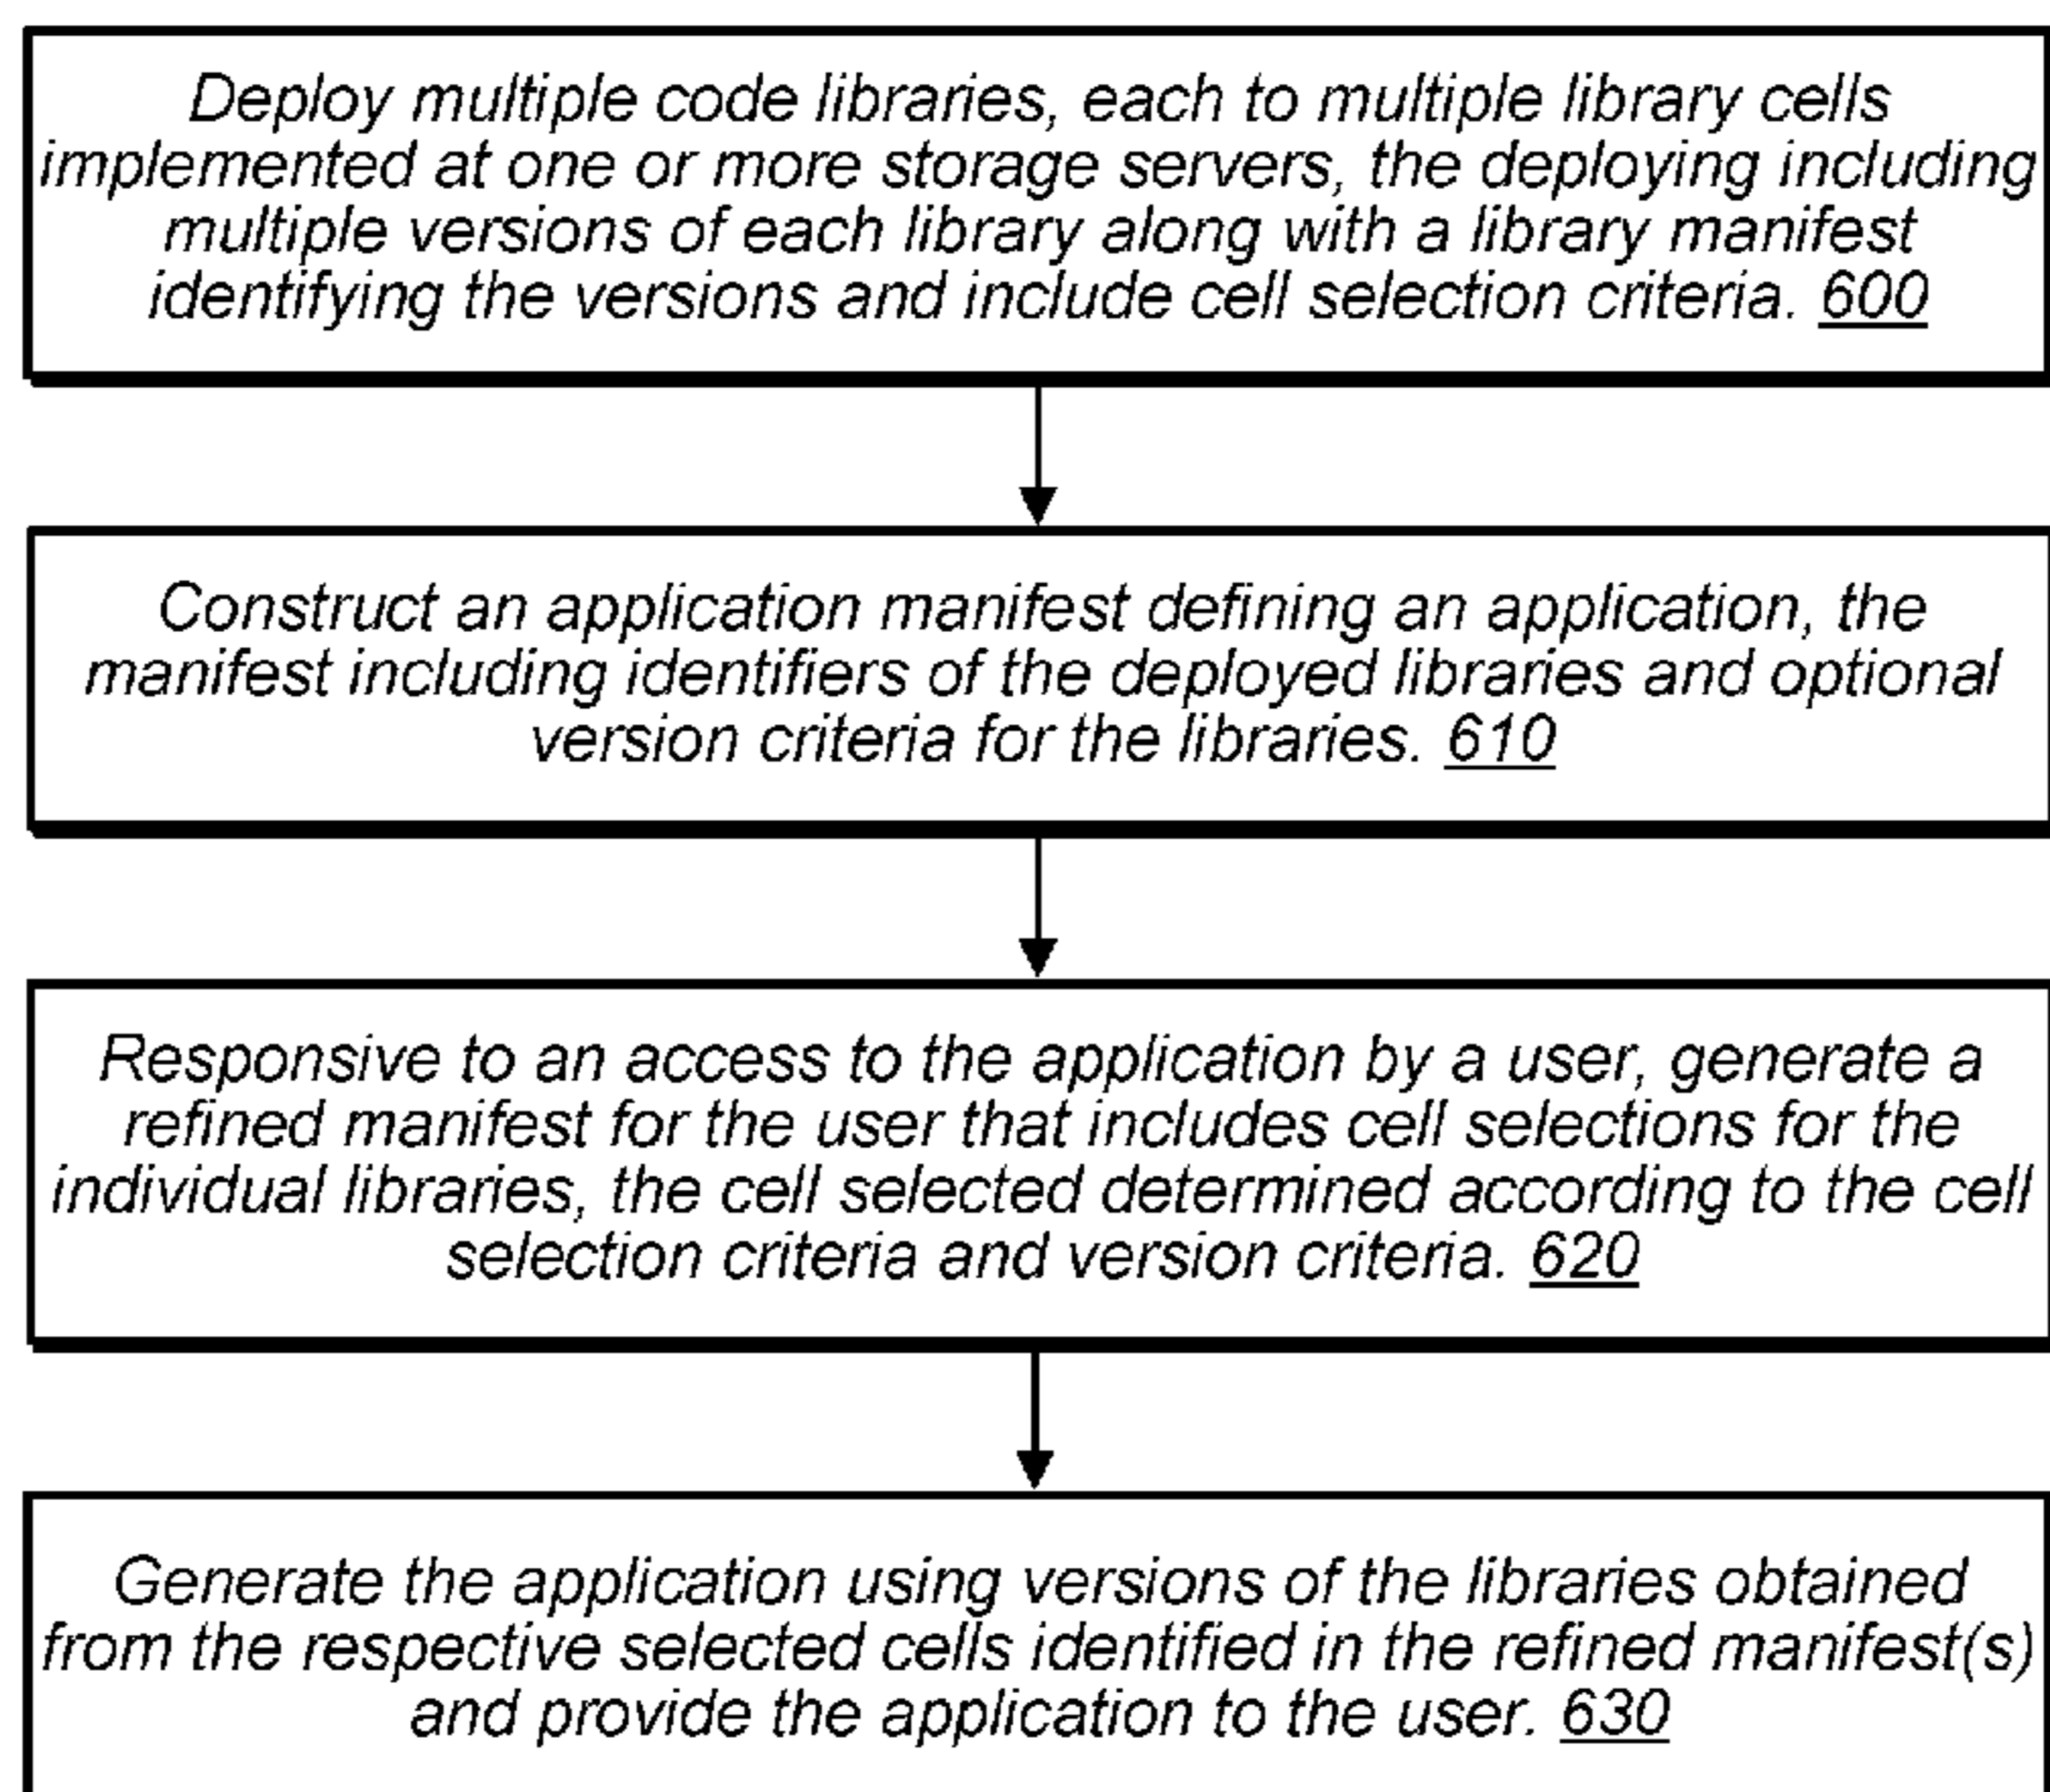 Deploy multiple code libraries, each to multiple library cells
implemented at one or more storage servers, the deploying including
multiple versions of each library along with a library manifest
identifying the versions and include cell selection criteria. 600
Construct an application manifest defining an application, the
manifest including identifiers of the deployed libraries and optional
version criteria for the libraries. 610
Responsive to an access to the application by a user, generate a
refined manifest for the user that includes cell selections for the
individual libraries, the cell selected determined according to the cell
selection criteria and version criteria. 620
Generate the application using versions of the libraries obtained
from the respective selected cells identified in the refined manifest(s)
and provide the application to the user. 630